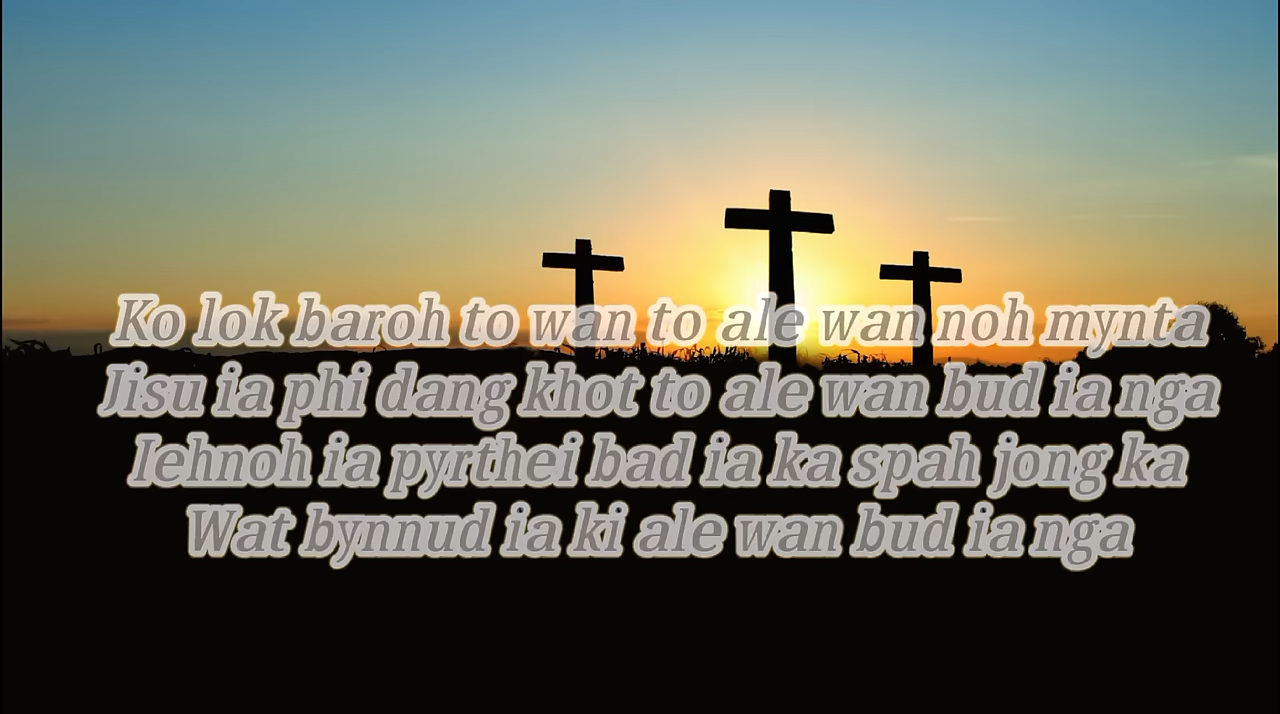 Ko lok baroh to wan to ale wan noh mynta
Jisu ia phi dang khot to ale wan bud ia nga
Iehnoh ia pyrthei bad ia ka spah jong ka
Wat bynnud ia ki ale wan bud ia nga